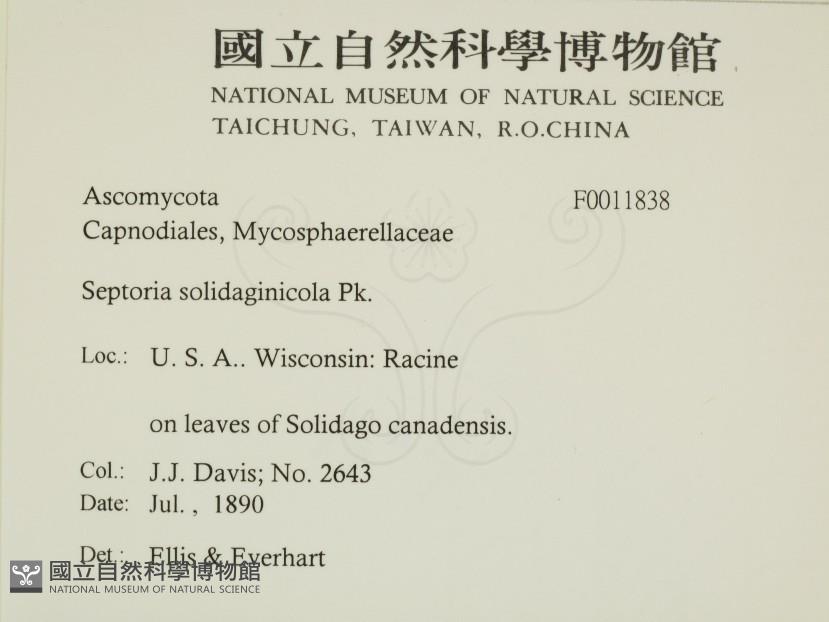 國立自然科學博物館
NATIONAL MUSEUM OF NATURAL SCIENCE
TAICHUNG, TAIWAN, R.O.CHINA
Ascomycota F0011838
Capnodiales, Mycosphaerellaceae
Septoria solidaginicola Pk.
Loc.: U. S. A.. Wisconsin: Racine
on leaves of Solidago canadensis.
Col.: J.J. Davis; No. 2643
Date: Jul. , 1890
Det.: Ellis & Everhart
國立自然科學博物館
NATIONAL MUSEUM OF NATURAL SCIENCE